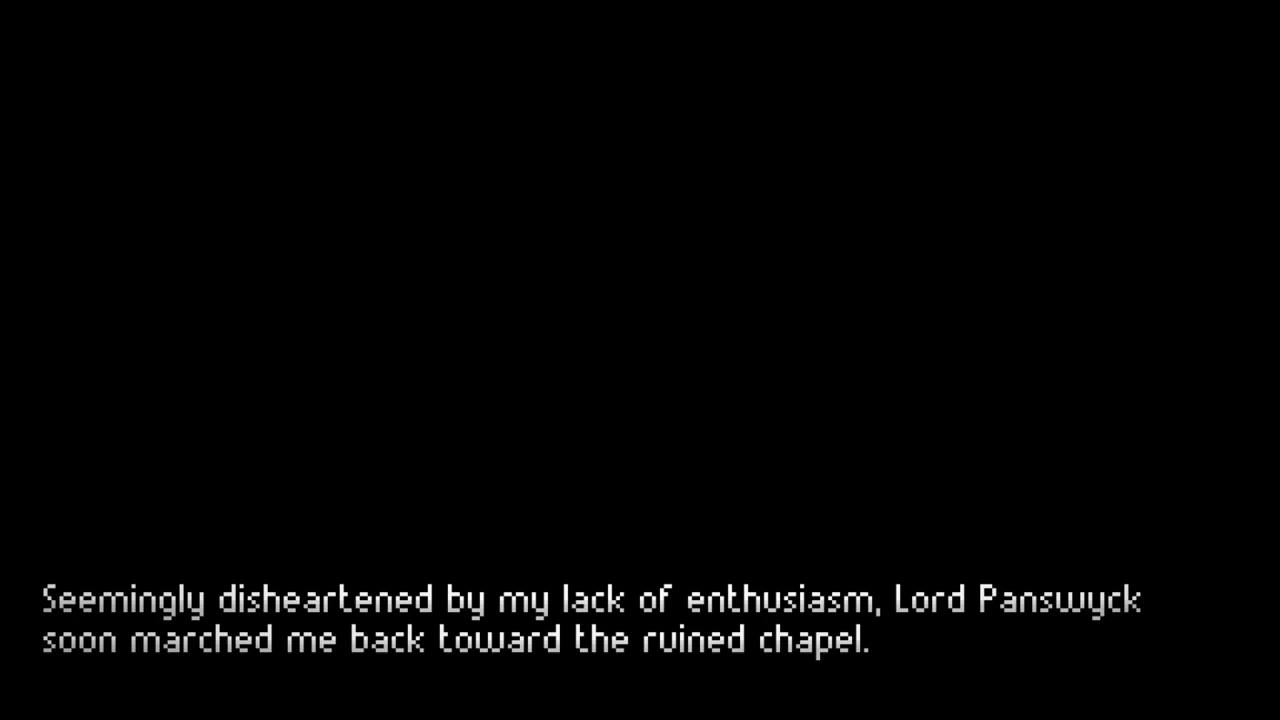 Seemingly disheartened by my lack of enthusiasm, Lord Panswyck
soon marched me back toward the ruined chapel.